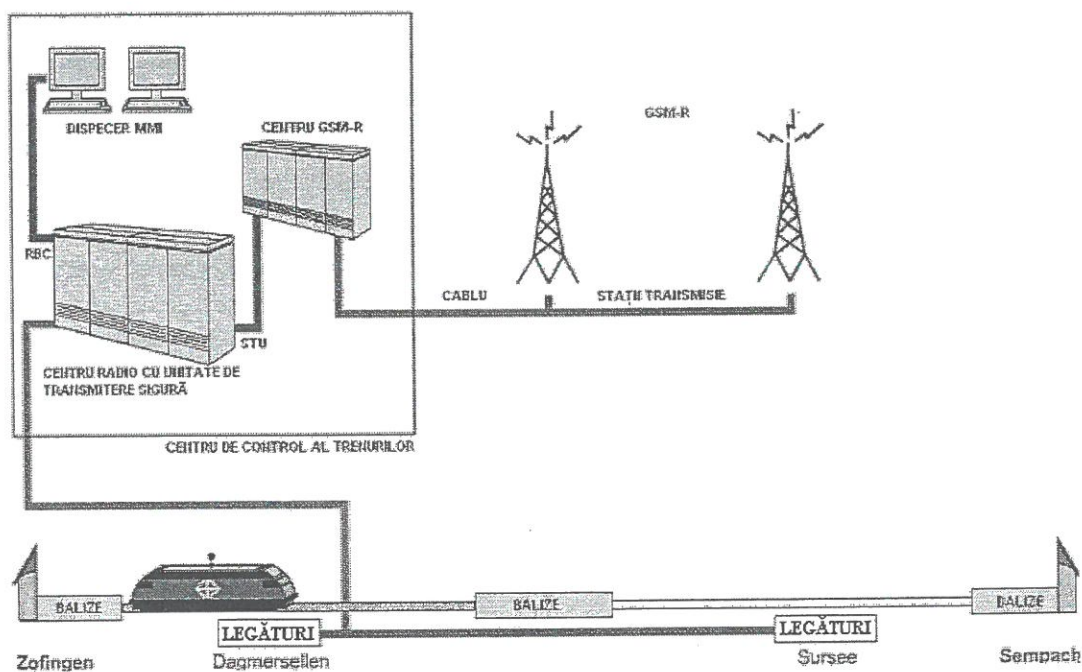 DISPECER MMI
CENTRU GSM-R
GSM-R
RBC
CABLU
STAȚII TRANSMISIE
STU
CENTRU RADIO CU UNITATE DE
TRANSMITERE SIGURĂ
CENTRU DE CONTROL AL TRENURILOR
BALIZE
BALIZE
BALIZE
LEGĂTURI
LEGĂTURI
Zofingen
Dagmersellen
Sursee
Sempach